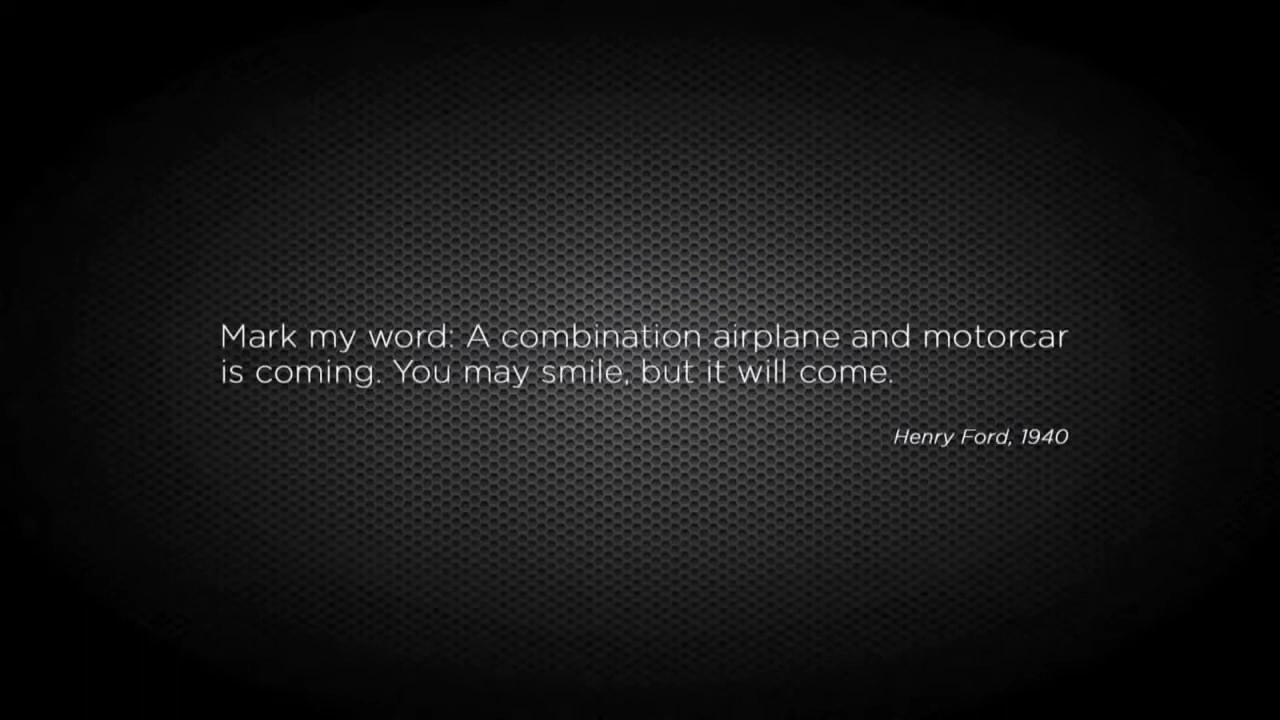 Mark my word: A combination airplane and motorcar
is coming. You may smile, but it will come.
Henry Ford, 1940